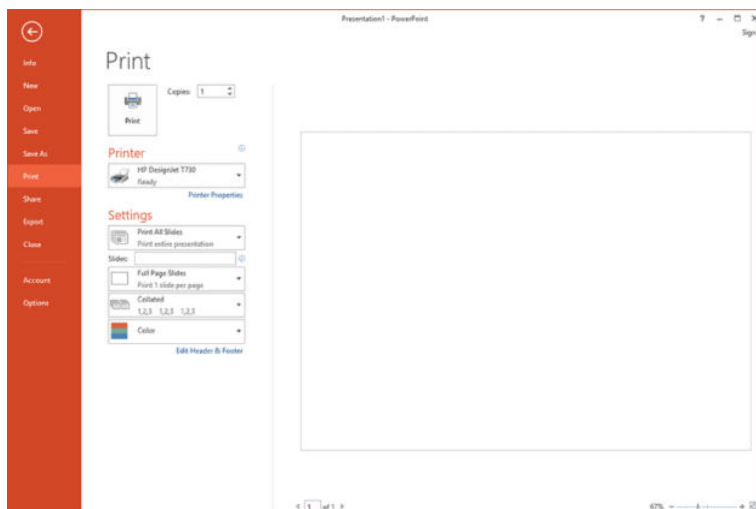 Presentation1 - PowerPoint
?
Sign
Info
New
Open
Save
Save As
Print
Share
Export
Close
Account
Options
Print
Copies: 1
Print
Printer
HP DesignJet T730
Ready
Printer Properties
Settings
Print All Slides
Print entire presentation
Slides:
Full Page Slides
Print 1 slide per page
Collated
1,2,3 1,2,3 1,2,3
Color
Edit Header & Footer
1 of 1
67%